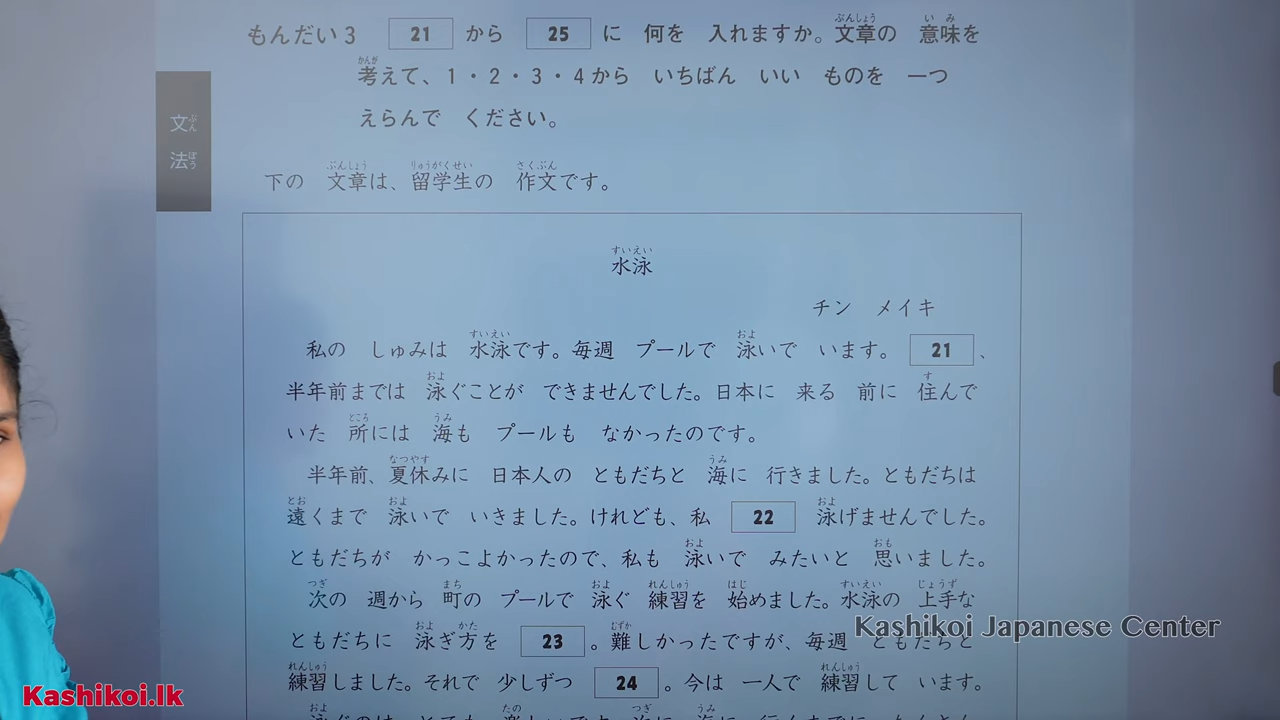 もんだい3 21 から 25 に 何を 入れますか。文章の 意味を
考えて、1・2・3・4から いちばん いい ものを 一つ
えらんで ください。
文法
下の 文章は、留学生の 作文です。
水泳
チン メイキ
私の しゅみは 水泳です。毎週 プールで 泳いで います。 21 、
半年前までは 泳ぐことが できませんでした。日本に 来る 前に 住んで
いた 所には 海も プールも なかったのです。
半年前、夏休みに 日本人の ともだちと 海に 行きました。ともだちは
遠くまで 泳いで いきました。けれども、私 22 泳げませんでした。
ともだちが かっこよかったので、私も 泳いで みたいと 思いました。
次の 週から 町の プールで 泳ぐ 練習を 始めました。水泳の 上手な
ともだちに 泳ぎ方を 23 。難しかったですが、毎週 ともだちと
練習しました。それで 少しずつ 24 。今は 一人で 練習して います。
Kashikoi Japanese Center
Kashikoi.lk